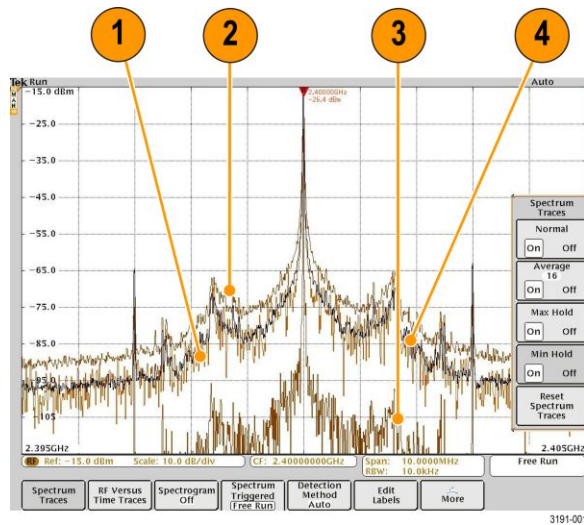 1 2 3 4
Tek Run Auto
-15.0 dBm
2.40000GHz
-26.4 dBm
-25.0
-35.0
-45.0
-55.0
-65.0
-75.0
-85.0
-95.0
-105
2.395GHz 2.405GHz
Spectrum
Traces
Normal
On Off
Average
16
On Off
Max Hold
On Off
Min Hold
On Off
Reset
Spectrum
Traces
RF Ref: -15.0 dBm Scale: 10.0 dB/div CF: 2.40000000GHz Span: 10.0000MHz
RBW: 10.0kHz
Free Run
Spectrum
Traces
RF Versus
Time Traces
Spectrogram
Off
Spectrum
Triggered
Free Run
Detection
Method
Auto
Edit
Labels
More
3191-001